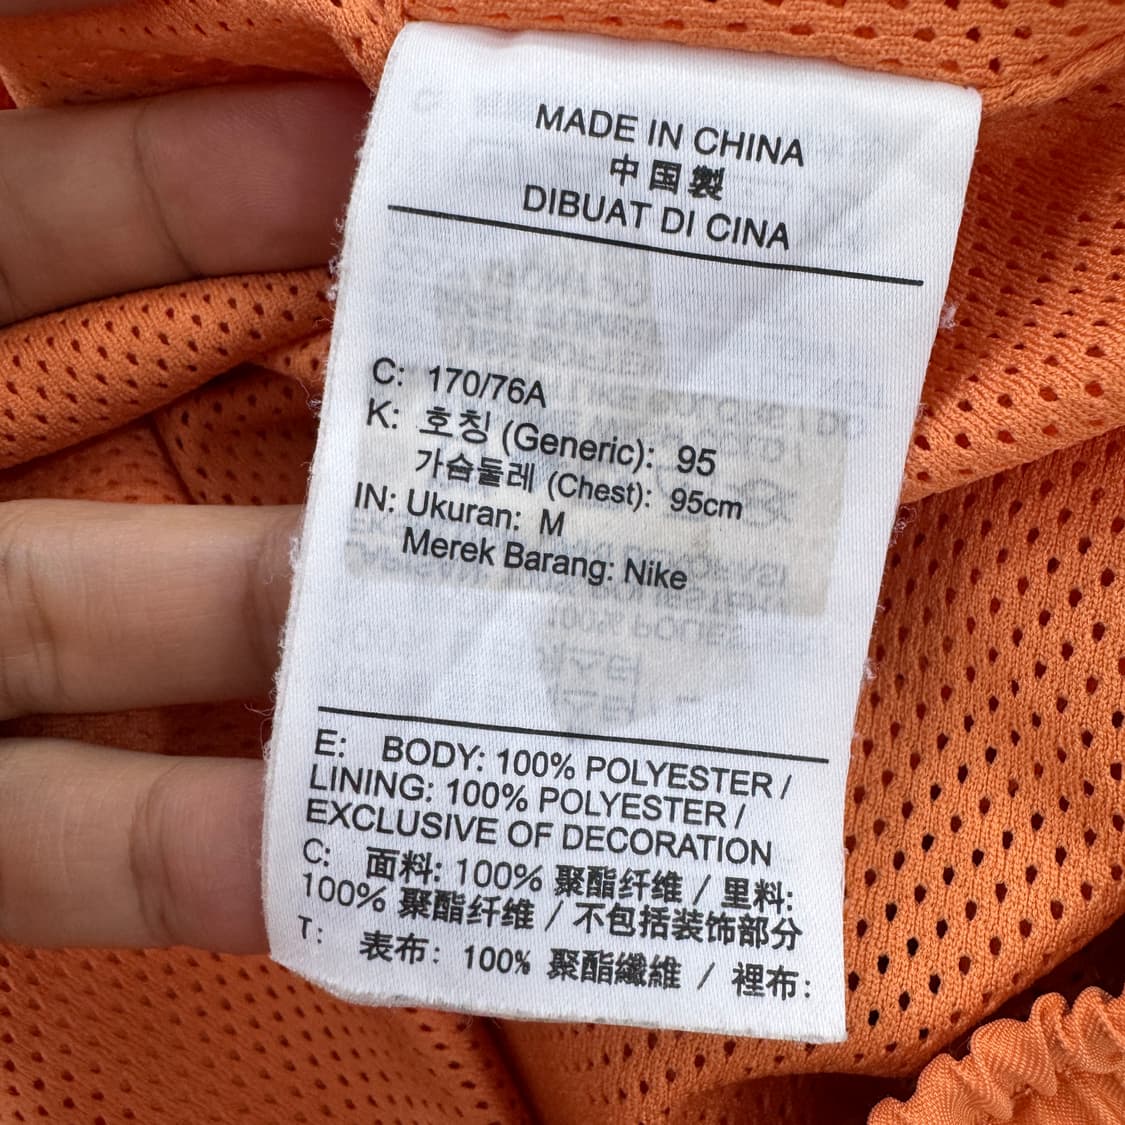 MADE IN CHINA
中国製
DIBUAT DI CINA
C: 170/76A
K: 호칭 (Generic): 95
가슴둘레 (Chest): 95cm
IN: Ukuran: M
Merek Barang: Nike
E: BODY: 100% POLYESTER /
LINING: 100% POLYESTER /
EXCLUSIVE OF DECORATION
C: 面料: 100% 聚酯纤维 / 里料:
100% 聚酯纤维 / 不包括装饰部分
T: 表布: 100% 聚酯纖維 / 裡布: